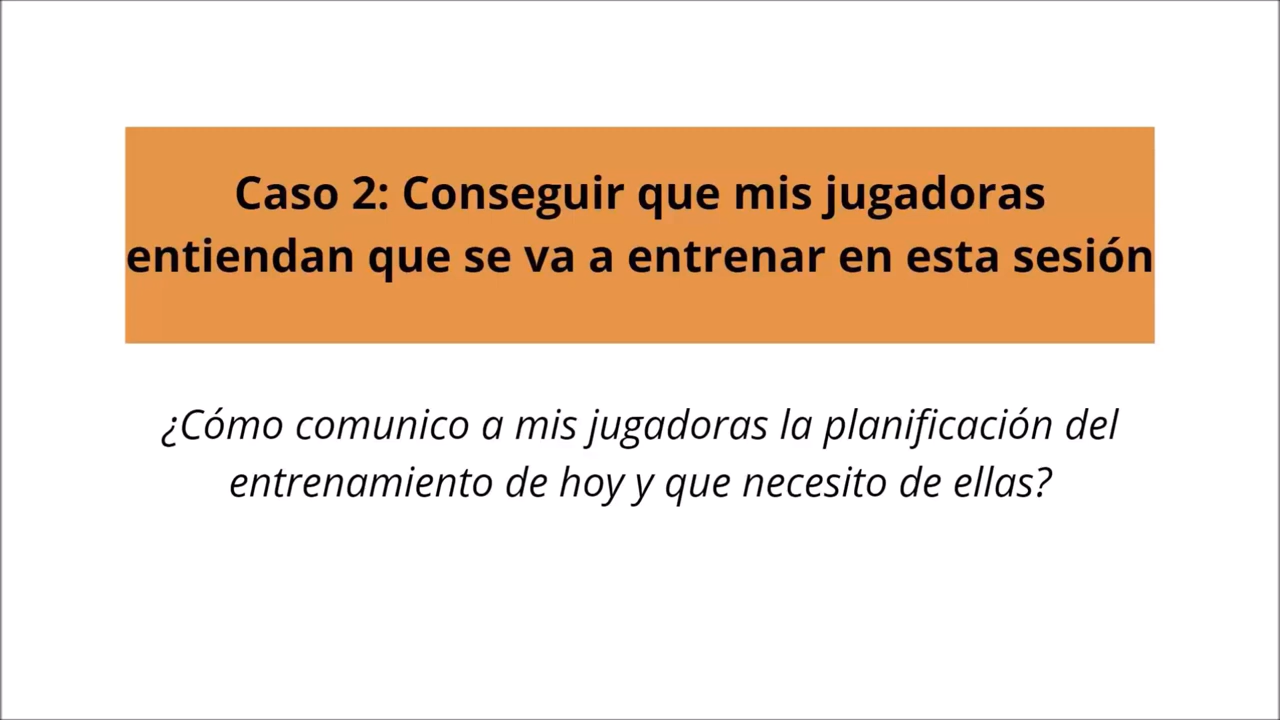 Caso 2: Conseguir que mis jugadoras
entiendan que se va a entrenar en esta sesión
¿Cómo comunico a mis jugadoras la planificación del
entrenamiento de hoy y que necesito de ellas?